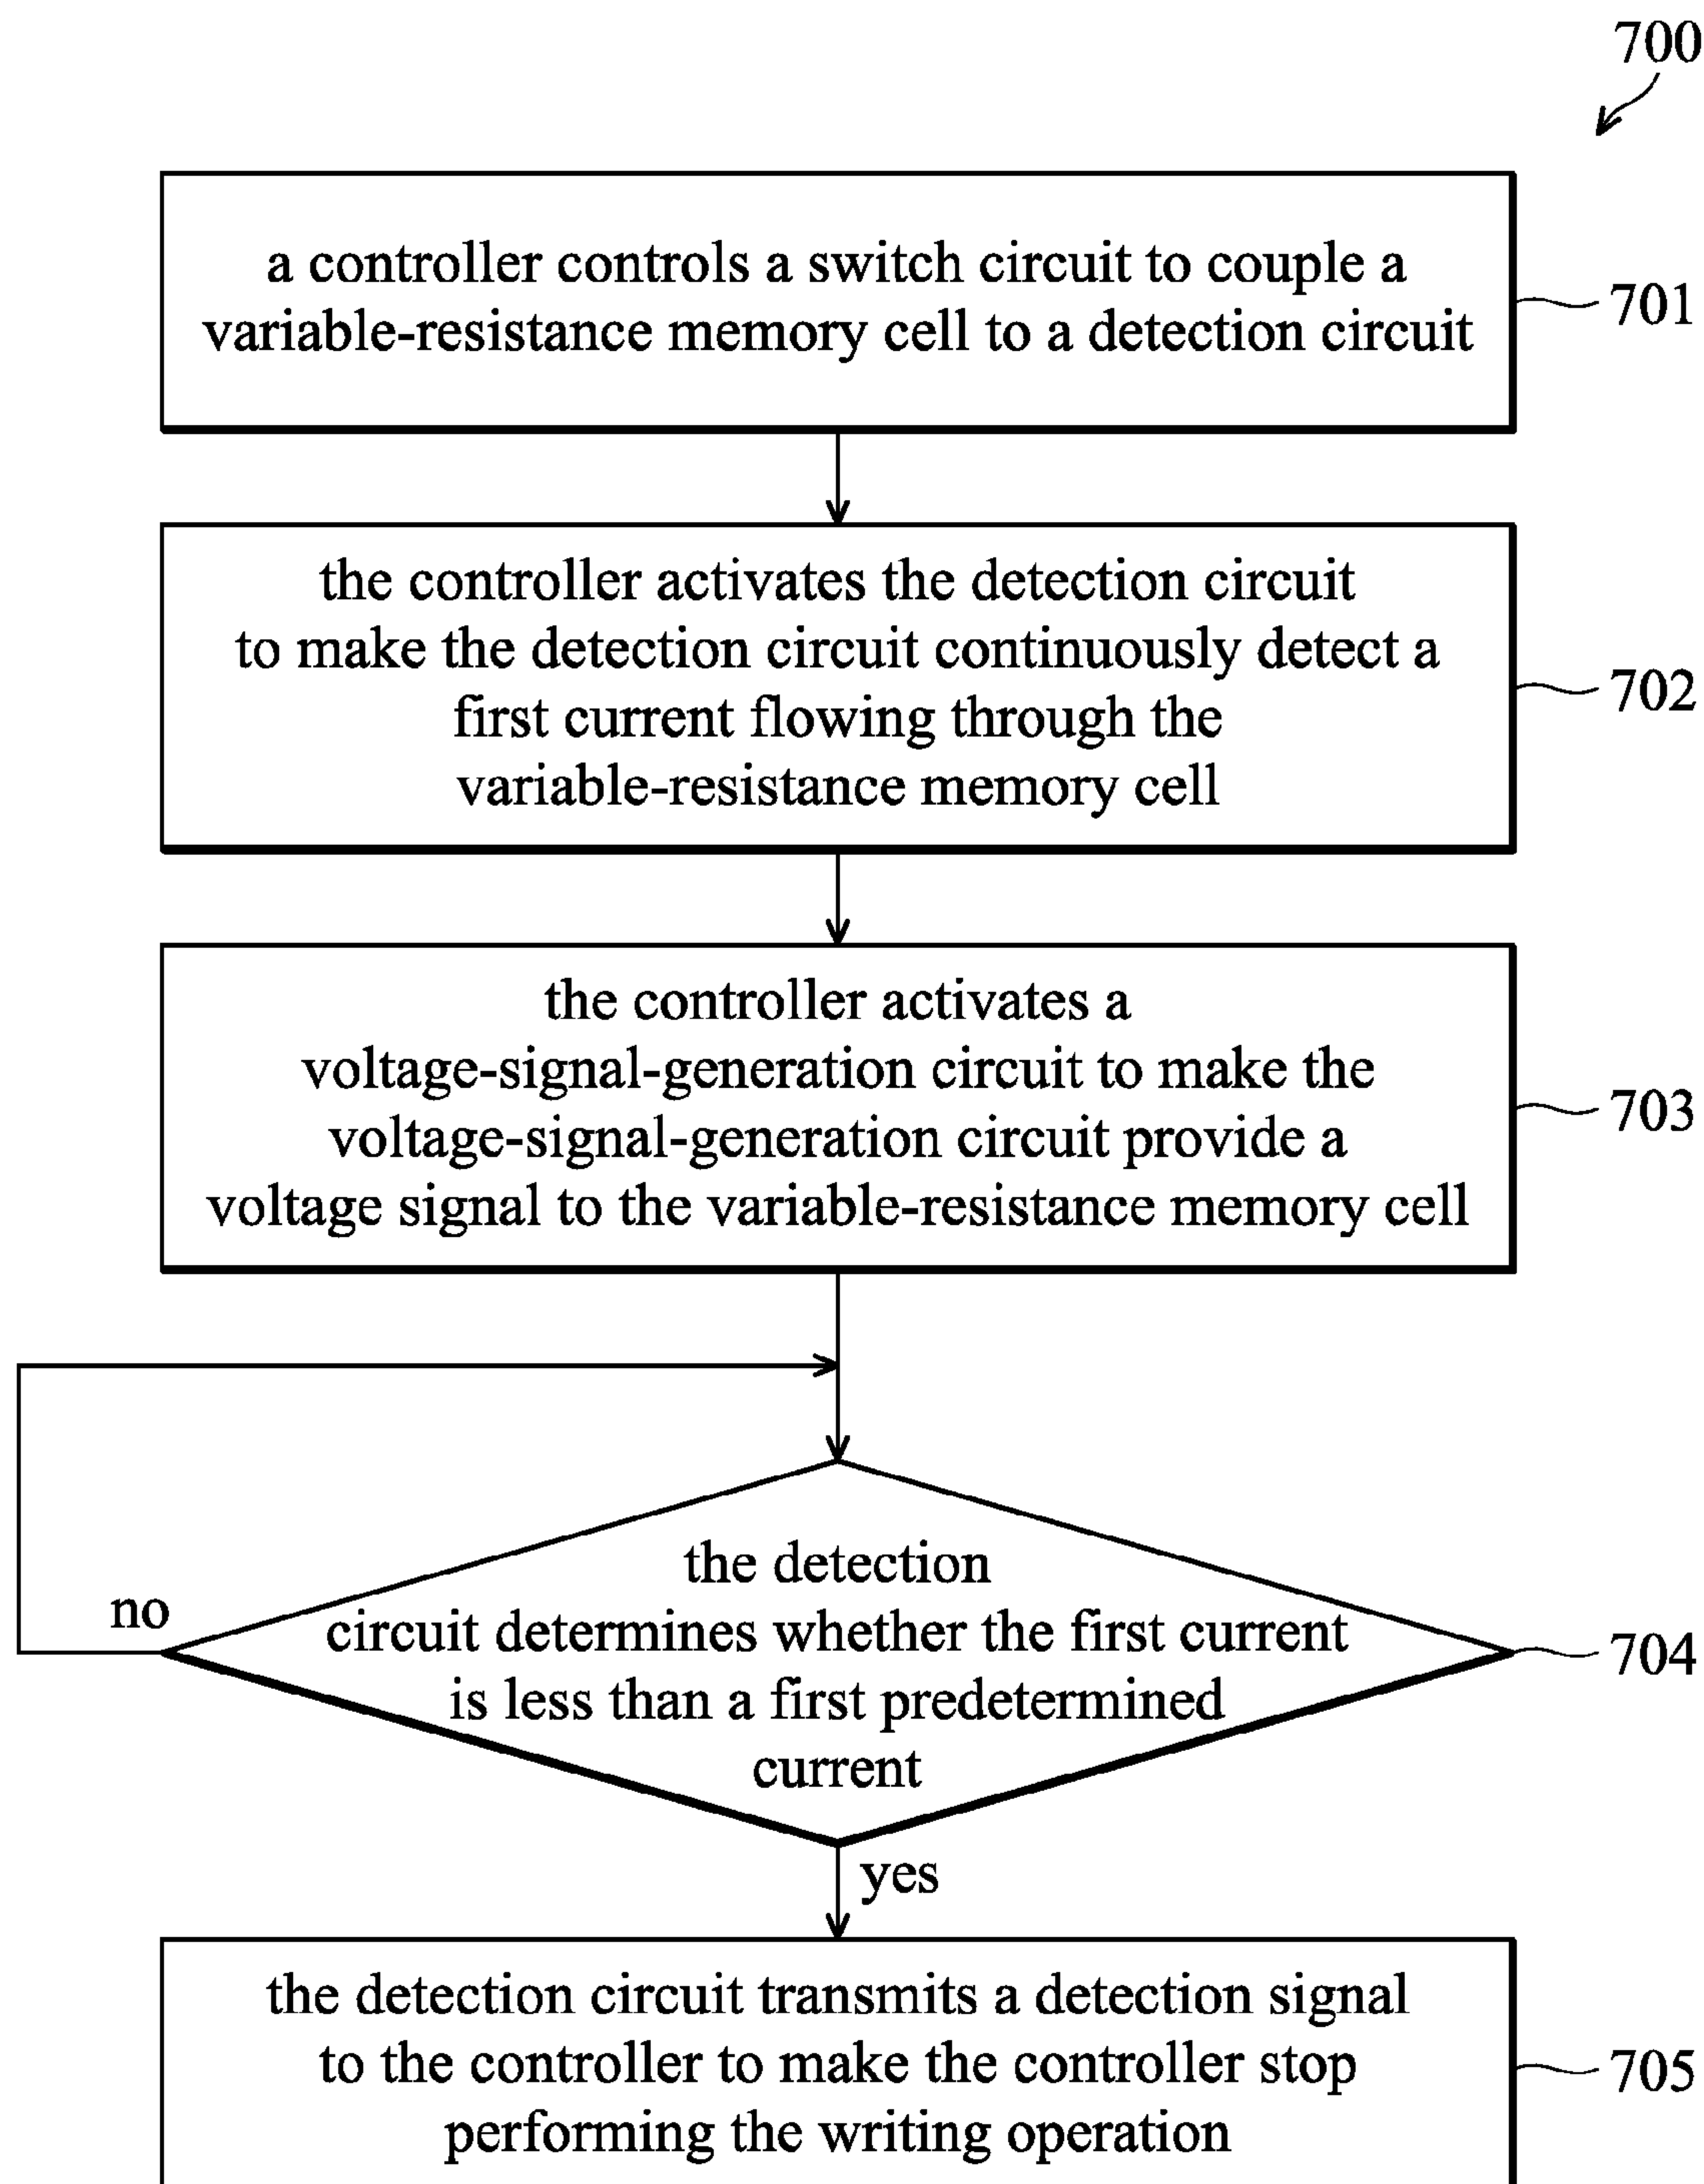 700
a controller controls a switch circuit to couple a
variable-resistance memory cell to a detection circuit
701
the controller activates the detection circuit
to make the detection circuit continuously detect a
first current flowing through the
variable-resistance memory cell
702
the controller activates a
voltage-signal-generation circuit to make the
voltage-signal-generation circuit provide a
voltage signal to the variable-resistance memory cell
703
the detection
circuit determines whether the first current
is less than a first predetermined
current
no
704
yes
the detection circuit transmits a detection signal
to the controller to make the controller stop
performing the writing operation
705